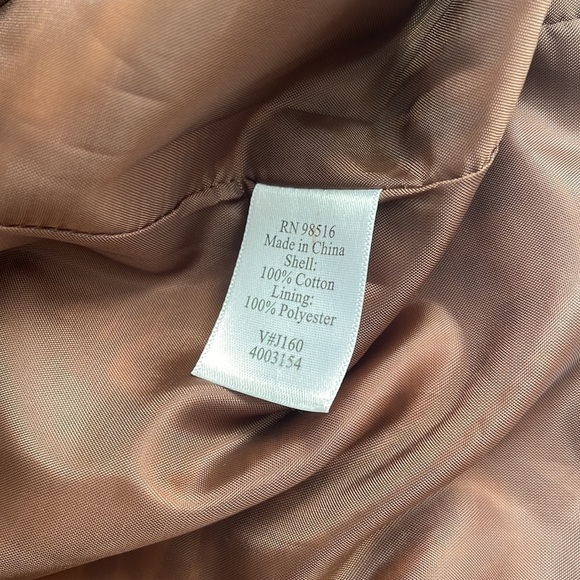 RN 98516
Made in China
Shell:
100% Cotton
Lining:
100% Polyester
V#J160
4003154